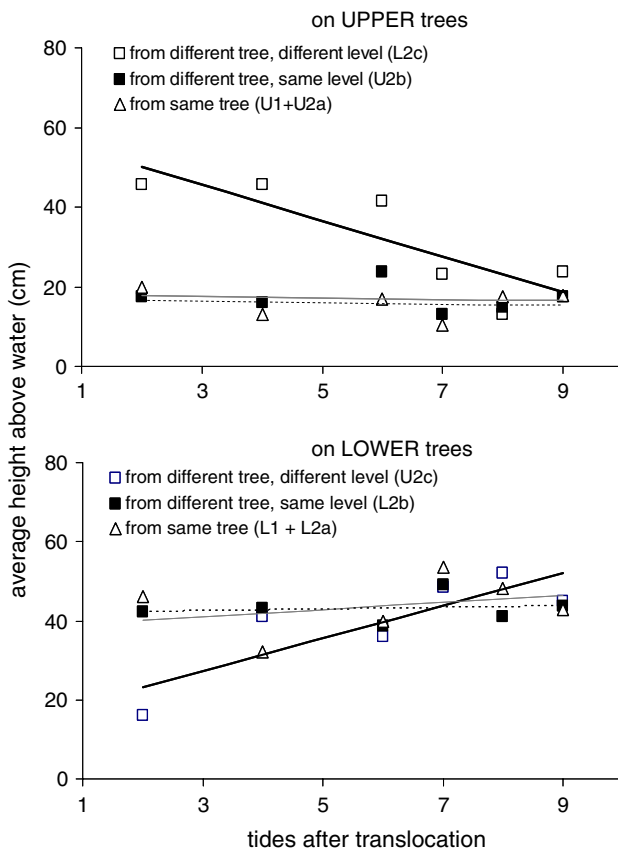 on UPPER trees
80
from different tree, different level (L2c)
from different tree, same level (U2b)
from same tree (U1+U2a)
60
40
20
0
1 3 5 7 9
average height above water (cm)
on LOWER trees
80
from different tree, different level (U2c)
from different tree, same level (L2b)
from same tree (L1 + L2a)
60
40
20
0
1 3 5 7 9
tides after translocation